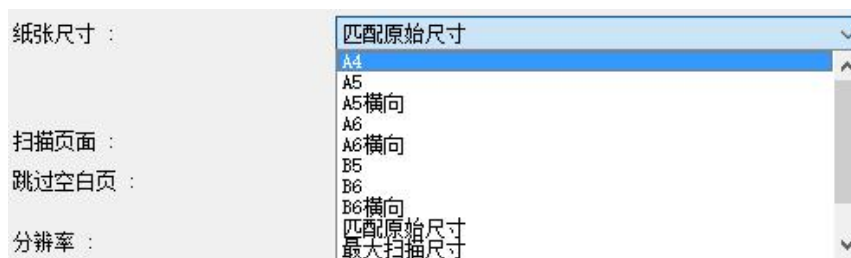 纸张尺寸 : 匹配原始尺寸
A4
A5
A5横向
A6
A6横向
B5
B6
B6横向
匹配原始尺寸
最大扫描尺寸
扫描页面 :
跳过空白页 :
分辨率 :